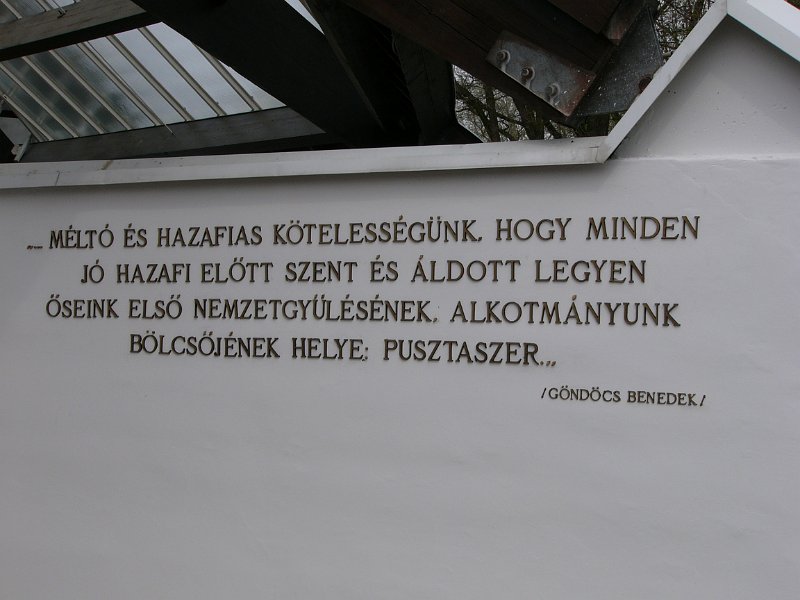 „... MÉLTÓ ÉS HAZAFIAS KÖTELESSÉGÜNK, HOGY MINDEN
JÓ HAZAFI ELŐTT SZENT ÉS ÁLDOTT LEGYEN
ŐSEINK ELSŐ NEMZETGYŰLÉSÉNEK, ALKOTMÁNYUNK
BÖLCSŐJÉNEK HELYE: PUSZTASZER...„
/GÖNDÖCS BENEDEK/